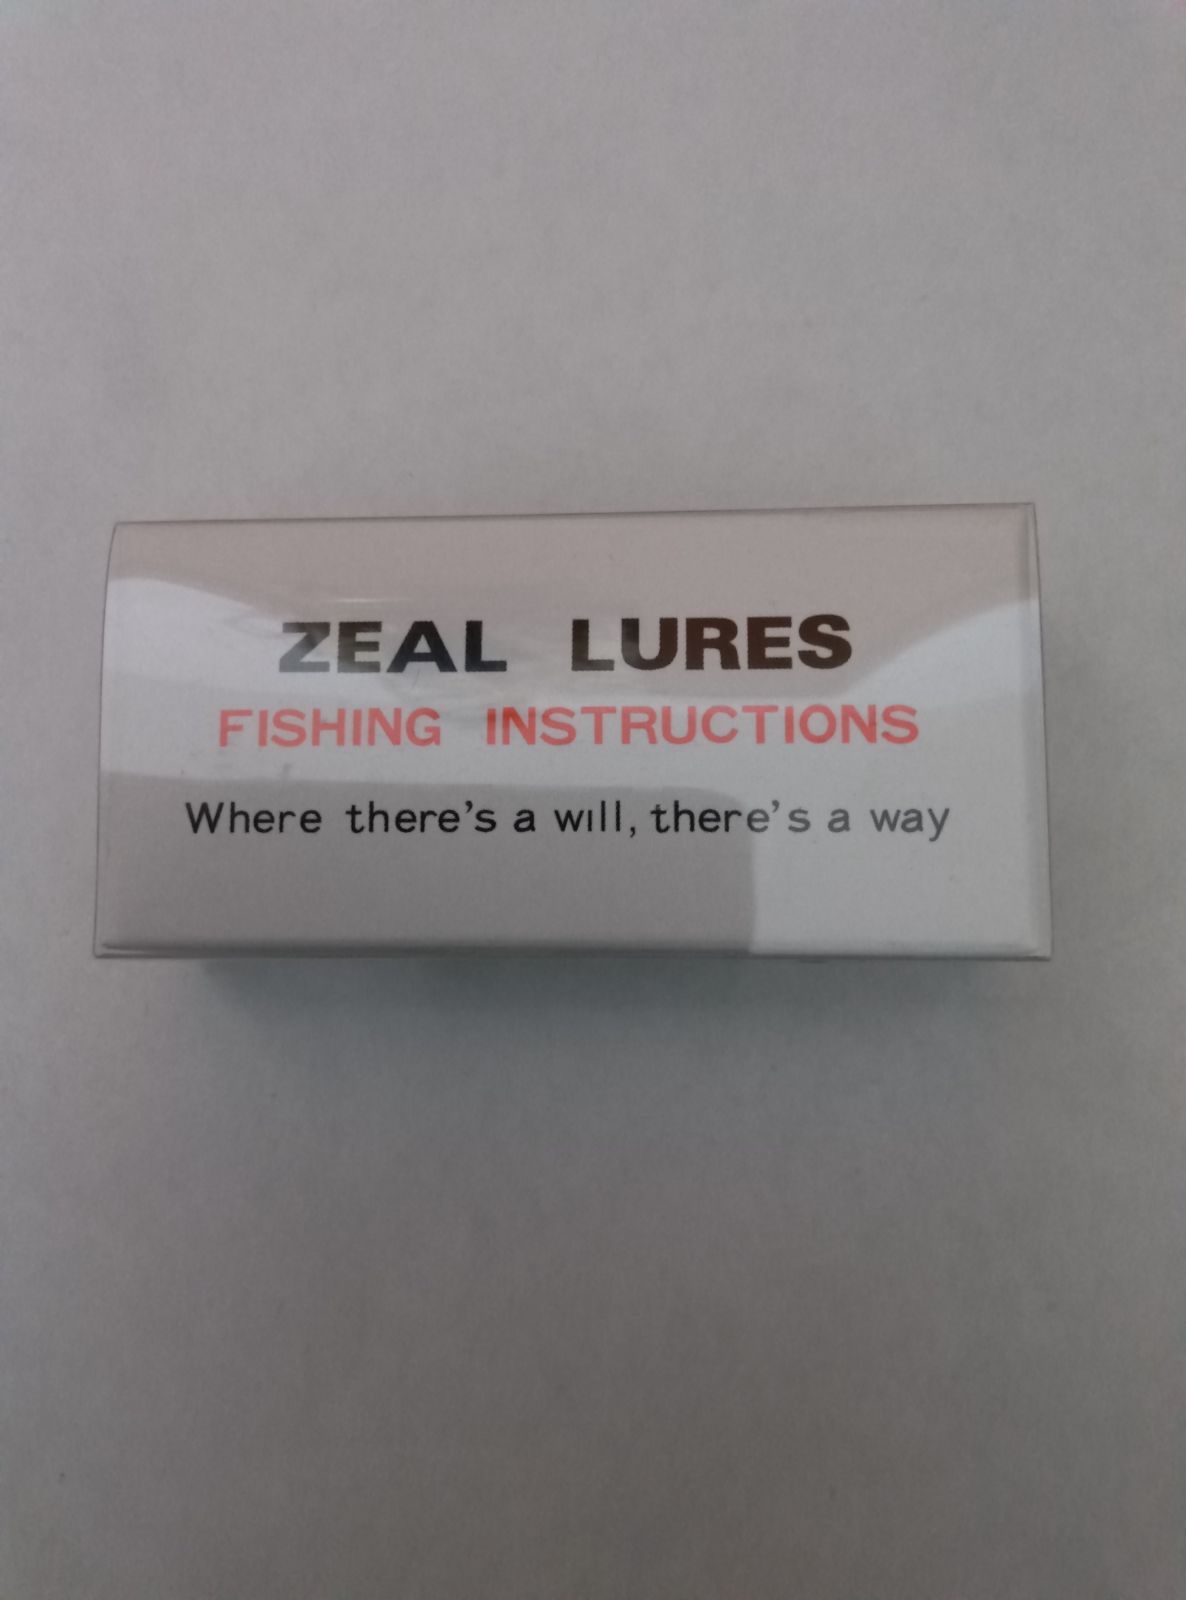 ZEAL LURES
FISHING INSTRUCTIONS
Where there's a will, there's a way